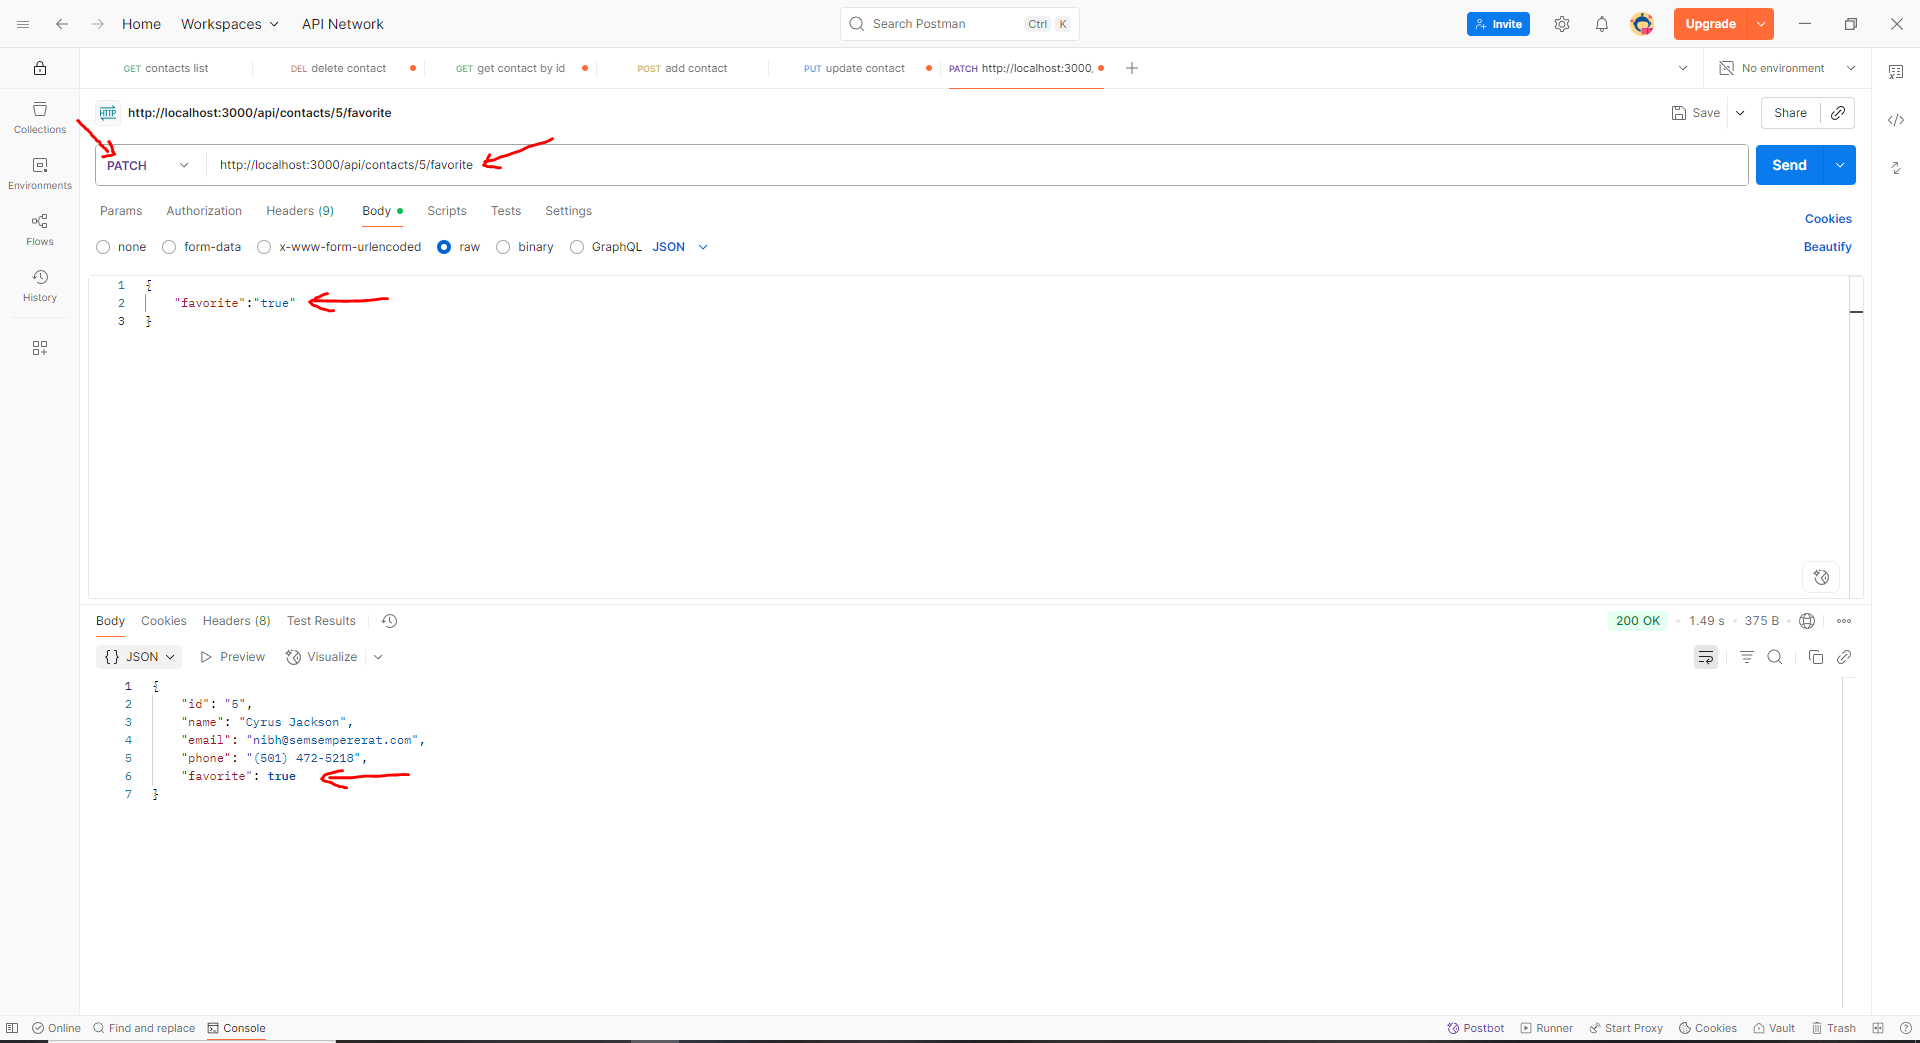 Home Workspaces API Network Search Postman Ctrl K Invite Upgrade
GET contacts list DEL delete contact GET get contact by id POST add contact PUT update contact PATCH http://localhost:3000, No environment
HTTP http://localhost:3000/api/contacts/5/favorite Save Share
Collections
PATCH http://localhost:3000/api/contacts/5/favorite Send
Environments
Params Authorization Headers (9) Body Scripts Tests Settings Cookies
Flows
none form-data x-www-form-urlencoded raw binary GraphQL JSON Beautify
History
1 {
2 "favorite":"true"
3 }
Body Cookies Headers (8) Test Results 200 OK 1.49 s 375 B
{} JSON Preview Visualize
1 {
2 "id": "5",
3 "name": "Cyrus Jackson",
4 "email": "nibh@semsempererat.com",
5 "phone": "(501) 472-5218",
6 "favorite": true
7 }
Online Find and replace Console Postbot Runner Start Proxy Cookies Vault Trash